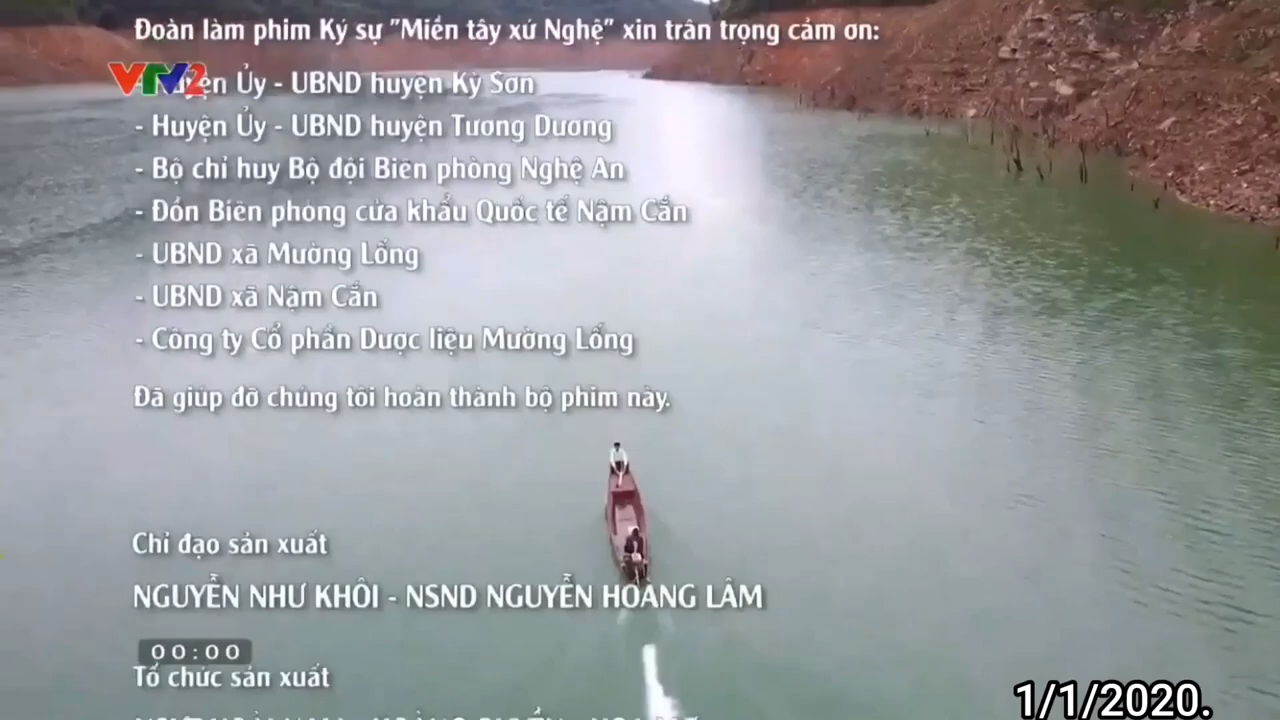 Đoàn làm phim Ký sự "Miền tây xứ Nghệ" xin trân trọng cảm ơn:
VTV2
- Huyện Ủy - UBND huyện Kỳ Sơn
- Huyện Ủy - UBND huyện Tương Dương
- Bộ chỉ huy Bộ đội Biên phòng Nghệ An
- Đồn Biên phòng cửa khẩu Quốc tế Nậm Cắn
- UBND xã Mường Lống
- UBND xã Nậm Cắn
- Công ty Cổ phần Dược liệu Mường Lống
Đã giúp đỡ chúng tôi hoàn thành bộ phim này.
Chỉ đạo sản xuất
NGUYỄN NHƯ KHÔI - NSND NGUYỄN HOÀNG LÂM
00:00
Tổ chức sản xuất
1/1/2020.